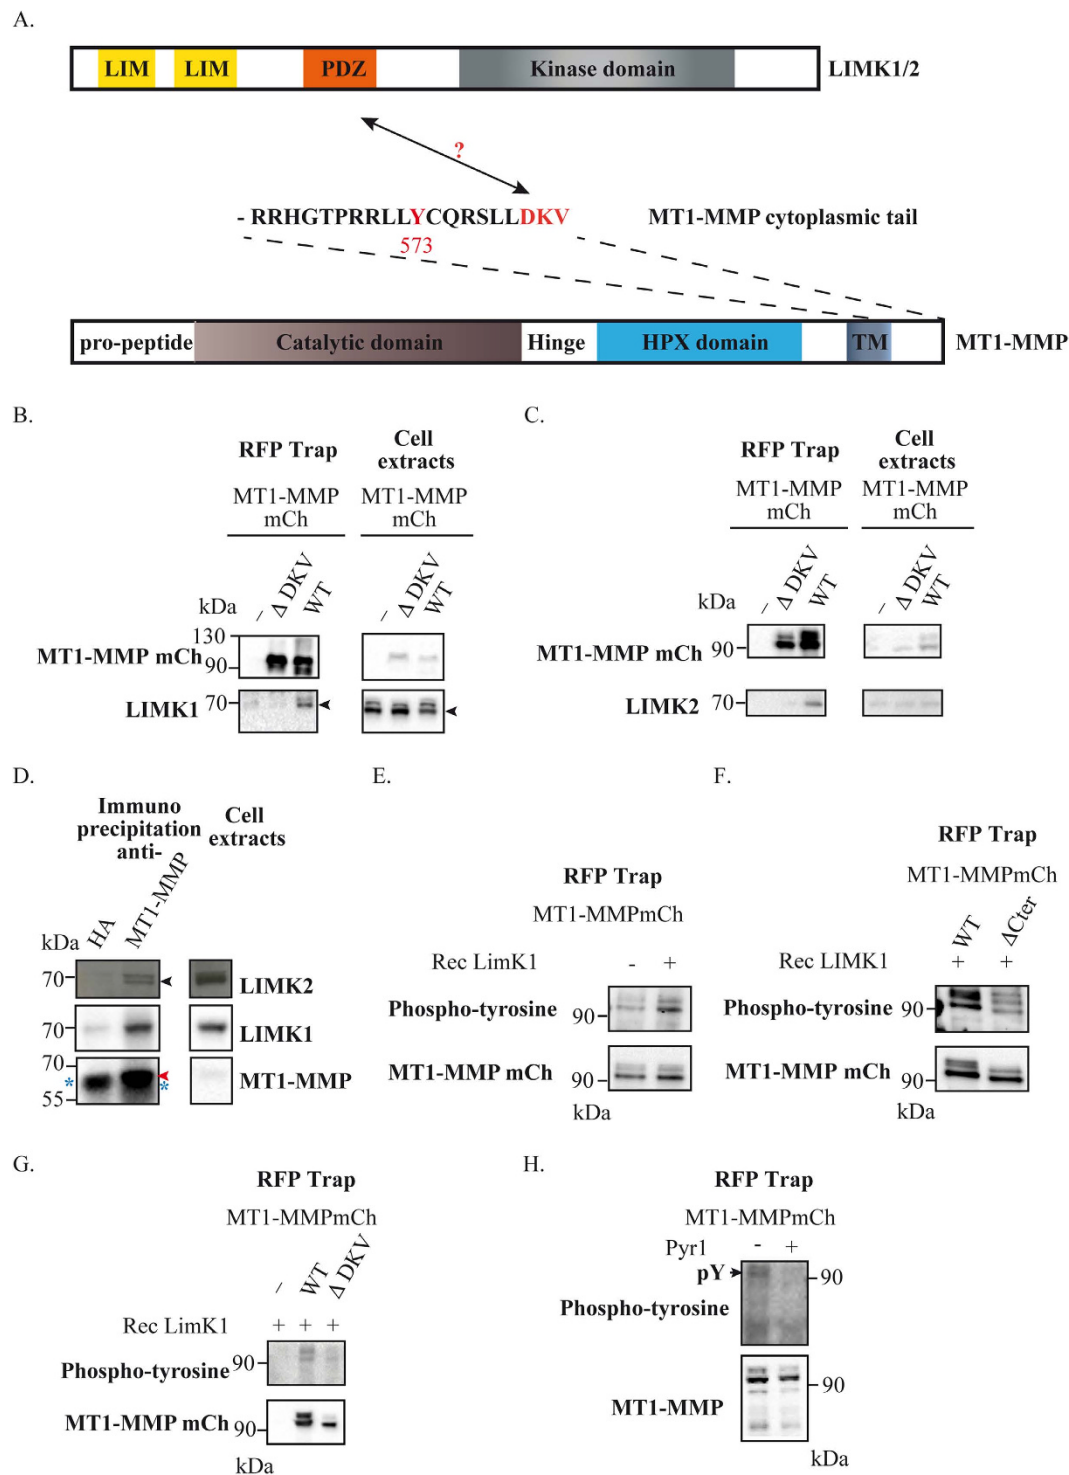 A.
LIM LIM PDZ Kinase domain LIMK1/2
?
- RRHGTPRRLLYCQRSLLDKV MT1-MMP cytoplasmic tail
573
pro-peptide Catalytic domain Hinge HPX domain TM MT1-MMP
B.
RFP Trap Cell extracts
MT1-MMP mCh MT1-MMP mCh
kDa – Δ DKV WT – Δ DKV WT
130
MT1-MMP mCh 90
LIMK1 70
C.
RFP Trap Cell extracts
MT1-MMP mCh MT1-MMP mCh
kDa – Δ DKV WT – Δ DKV WT
MT1-MMP mCh 90
LIMK2 70
D.
Immuno precipitation anti- Cell extracts
kDa HA MT1-MMP
70 LIMK2
70 LIMK1
70 MT1-MMP
* *
55
E.
RFP Trap
MT1-MMPmCh
Rec LimK1 - +
Phospho-tyrosine 90
MT1-MMP mCh 90
kDa
F.
RFP Trap
MT1-MMPmCh
WT ΔCter
Rec LIMK1 + +
Phospho-tyrosine 90
MT1-MMP mCh 90
kDa
G.
RFP Trap
MT1-MMPmCh
– WT Δ DKV
Rec LimK1 + + +
Phospho-tyrosine 90
MT1-MMP mCh 90
kDa
H.
RFP Trap
MT1-MMPmCh
Pyr1 - +
pY 90
Phospho-tyrosine
MT1-MMP 90
kDa